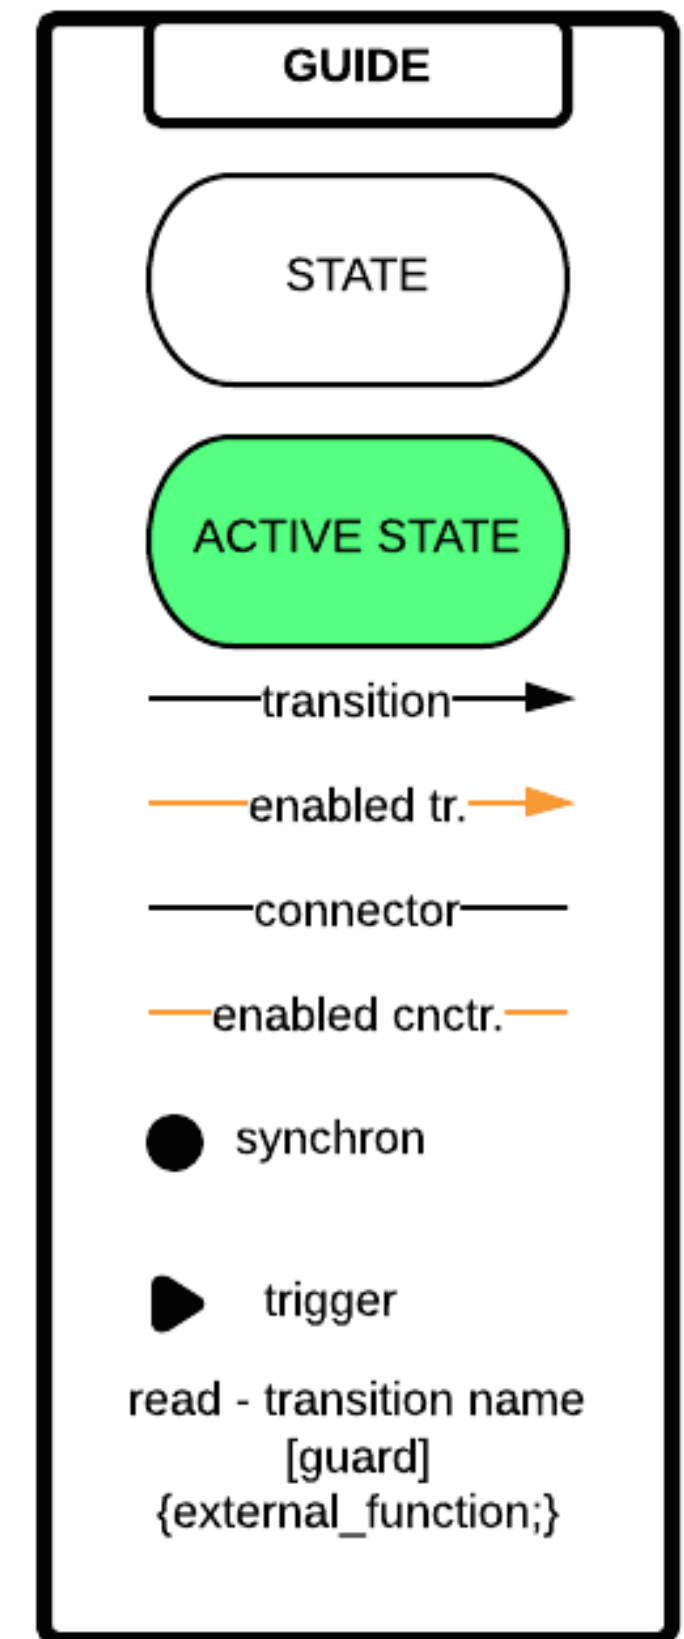 GUIDE
STATE
ACTIVE STATE
transition
enabled tr.
connector
enabled cnctr.
synchron
trigger
read - transition name
[guard]
{external_function;}